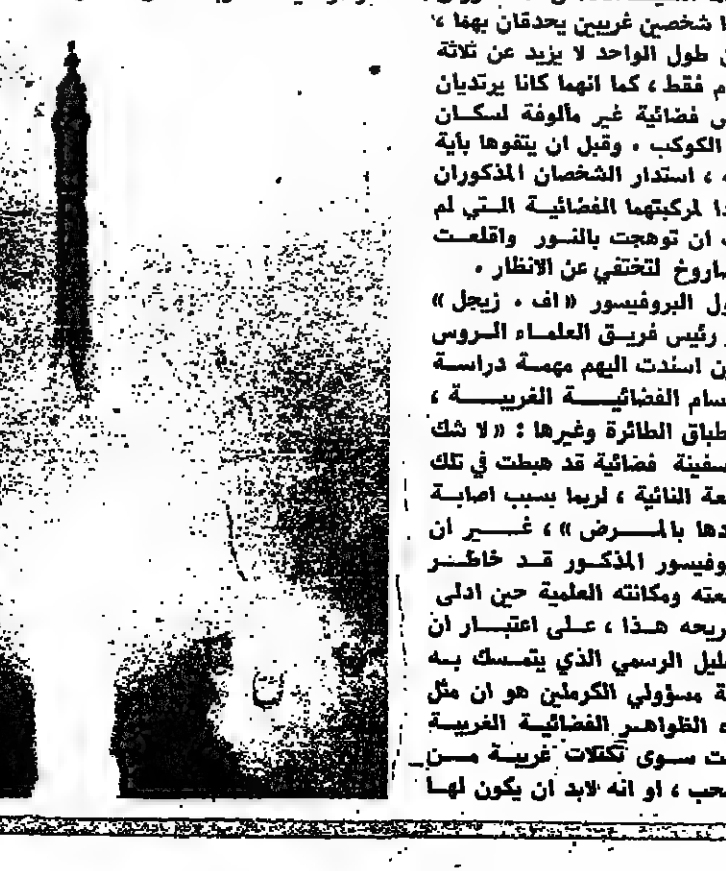 شخصين غريبين يحدقان بهما ،
طول الواحد لا يزيد عن ثلاثة
فقط ، كما انهما كانا يرتديان
فضائية غير مألوفة لسكان
الكوكب . وقبل ان يتفوها بأية
، استدار الشخصان المذكوران
لمركبتهما الفضائية التي لم
ان توهجت بالنور واقلعت
لتختفي عن الانظار .
البروفيسور «اف . زيجل»
رئيس فريق العلماء الروس
اسندت اليهم مهمة دراسة
الفضائية الغريبة ،
الطائرة وغيرها : «لا شك
فضائية قد هبطت في تلك
النائية ، لربما بسبب اصابة
بالمرض» ، غير ان
المذكور قد خاطر
ومكانته العلمية حين ادلى
هذا ، على اعتبار ان
الرسمي الذي يتمسك به
مسؤولي الكرملين هو ان مثل
الظواهر الفضائية الغريبة
سوى تكتلات غريبة من
، او انه لابد ان يكون لها